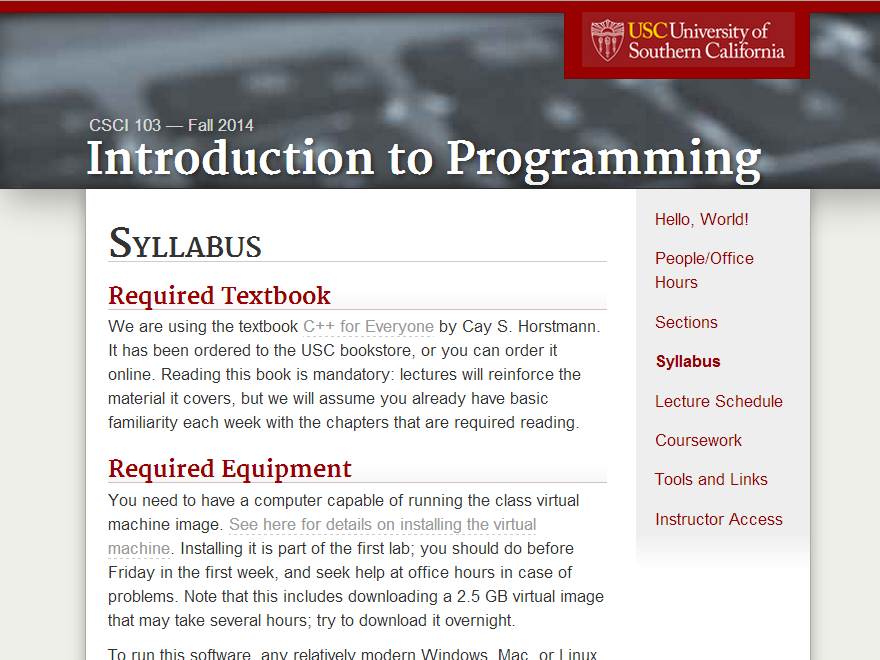 USC University of
Southern California
CSCI 103 — Fall 2014
Introduction to Programming
Syllabus
Required Textbook
We are using the textbook C++ for Everyone by Cay S. Horstmann.
It has been ordered to the USC bookstore, or you can order it
online. Reading this book is mandatory: lectures will reinforce the
material it covers, but we will assume you already have basic
familiarity each week with the chapters that are required reading.
Required Equipment
You need to have a computer capable of running the class virtual
machine image. See here for details on installing the virtual
machine. Installing it is part of the first lab; you should do before
Friday in the first week, and seek help at office hours in case of
problems. Note that this includes downloading a 2.5 GB virtual image
that may take several hours; try to download it overnight.
To run this software, any relatively modern Windows, Mac, or Linux
Hello, World!
People/Office
Hours
Sections
Syllabus
Lecture Schedule
Coursework
Tools and Links
Instructor Access